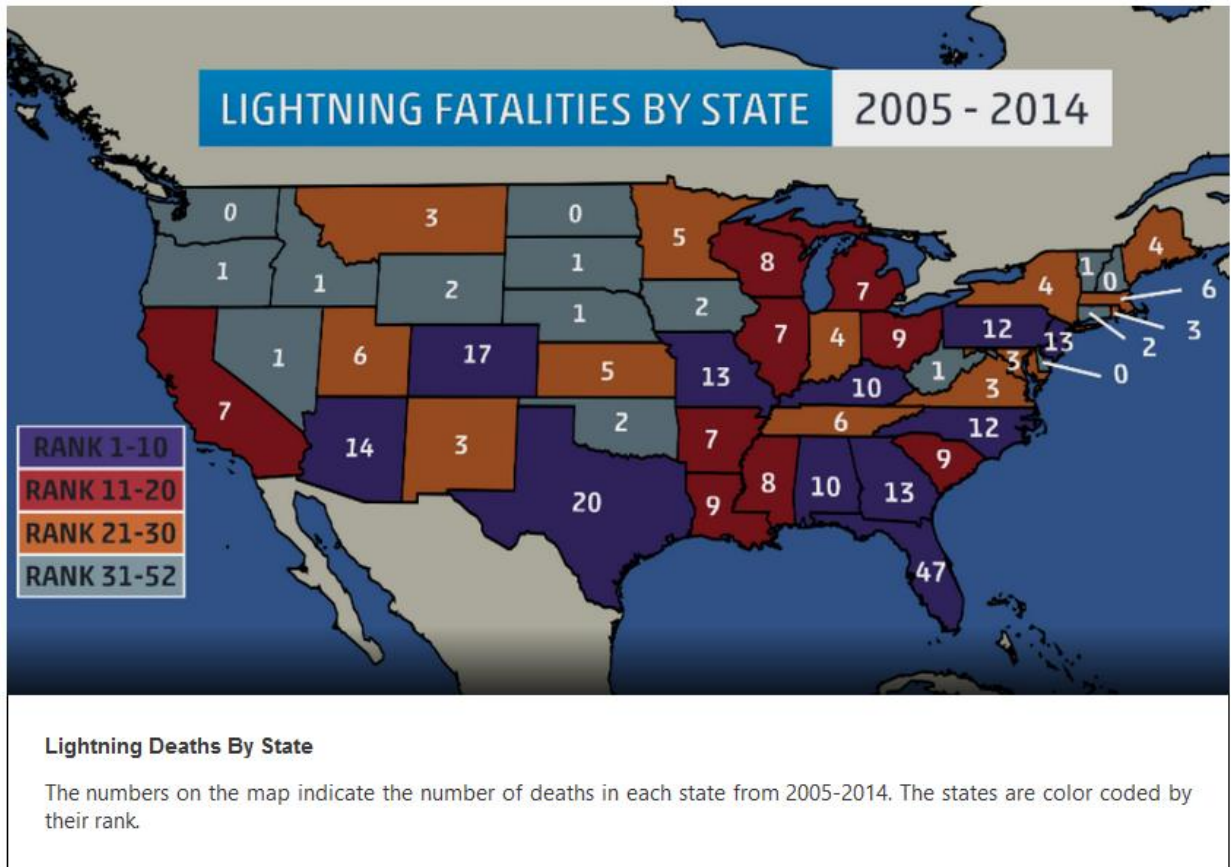 LIGHTNING FATALITIES BY STATE 2005 - 2014
0 3 0 5 4
1 1 2 1 8 7 1 0 6
1 2 4 3
7 1 6 17 5 13 7 4 9 12 13 2
10 1 3 3 0
14 3 2 7 6 12
20 9 8 10 13 9
47
RANK 1-10
RANK 11-20
RANK 21-30
RANK 31-52
Lightning Deaths By State
The numbers on the map indicate the number of deaths in each state from 2005-2014. The states are color coded by
their rank.